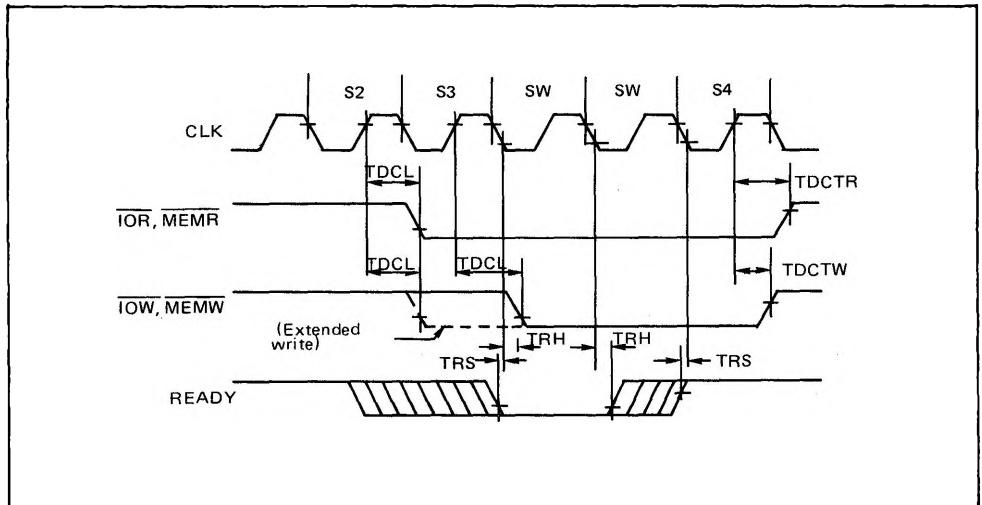 S2 S3 SW SW S4
CLK
TDCL TDCTR
IOR, MEMR
TDCL TDCL TDCTW
IOW, MEMW
(Extended
write)
TRH TRH
TRS TRS
READY